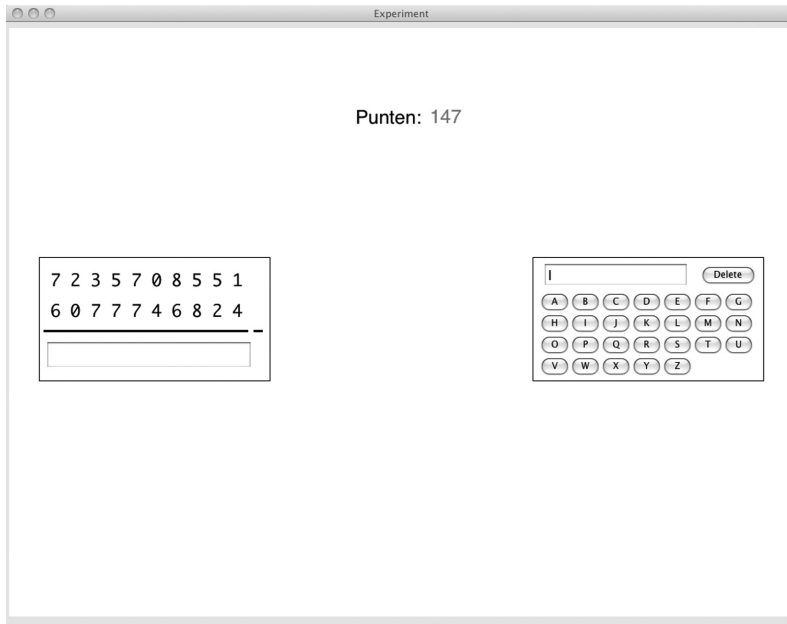 Experiment
Punten: 147
7 2 3 5 7 0 8 5 5 1
6 0 7 7 7 4 6 8 2 4
–
Delete
A B C D E F G
H I J K L M N
O P Q R S T U
V W X Y Z